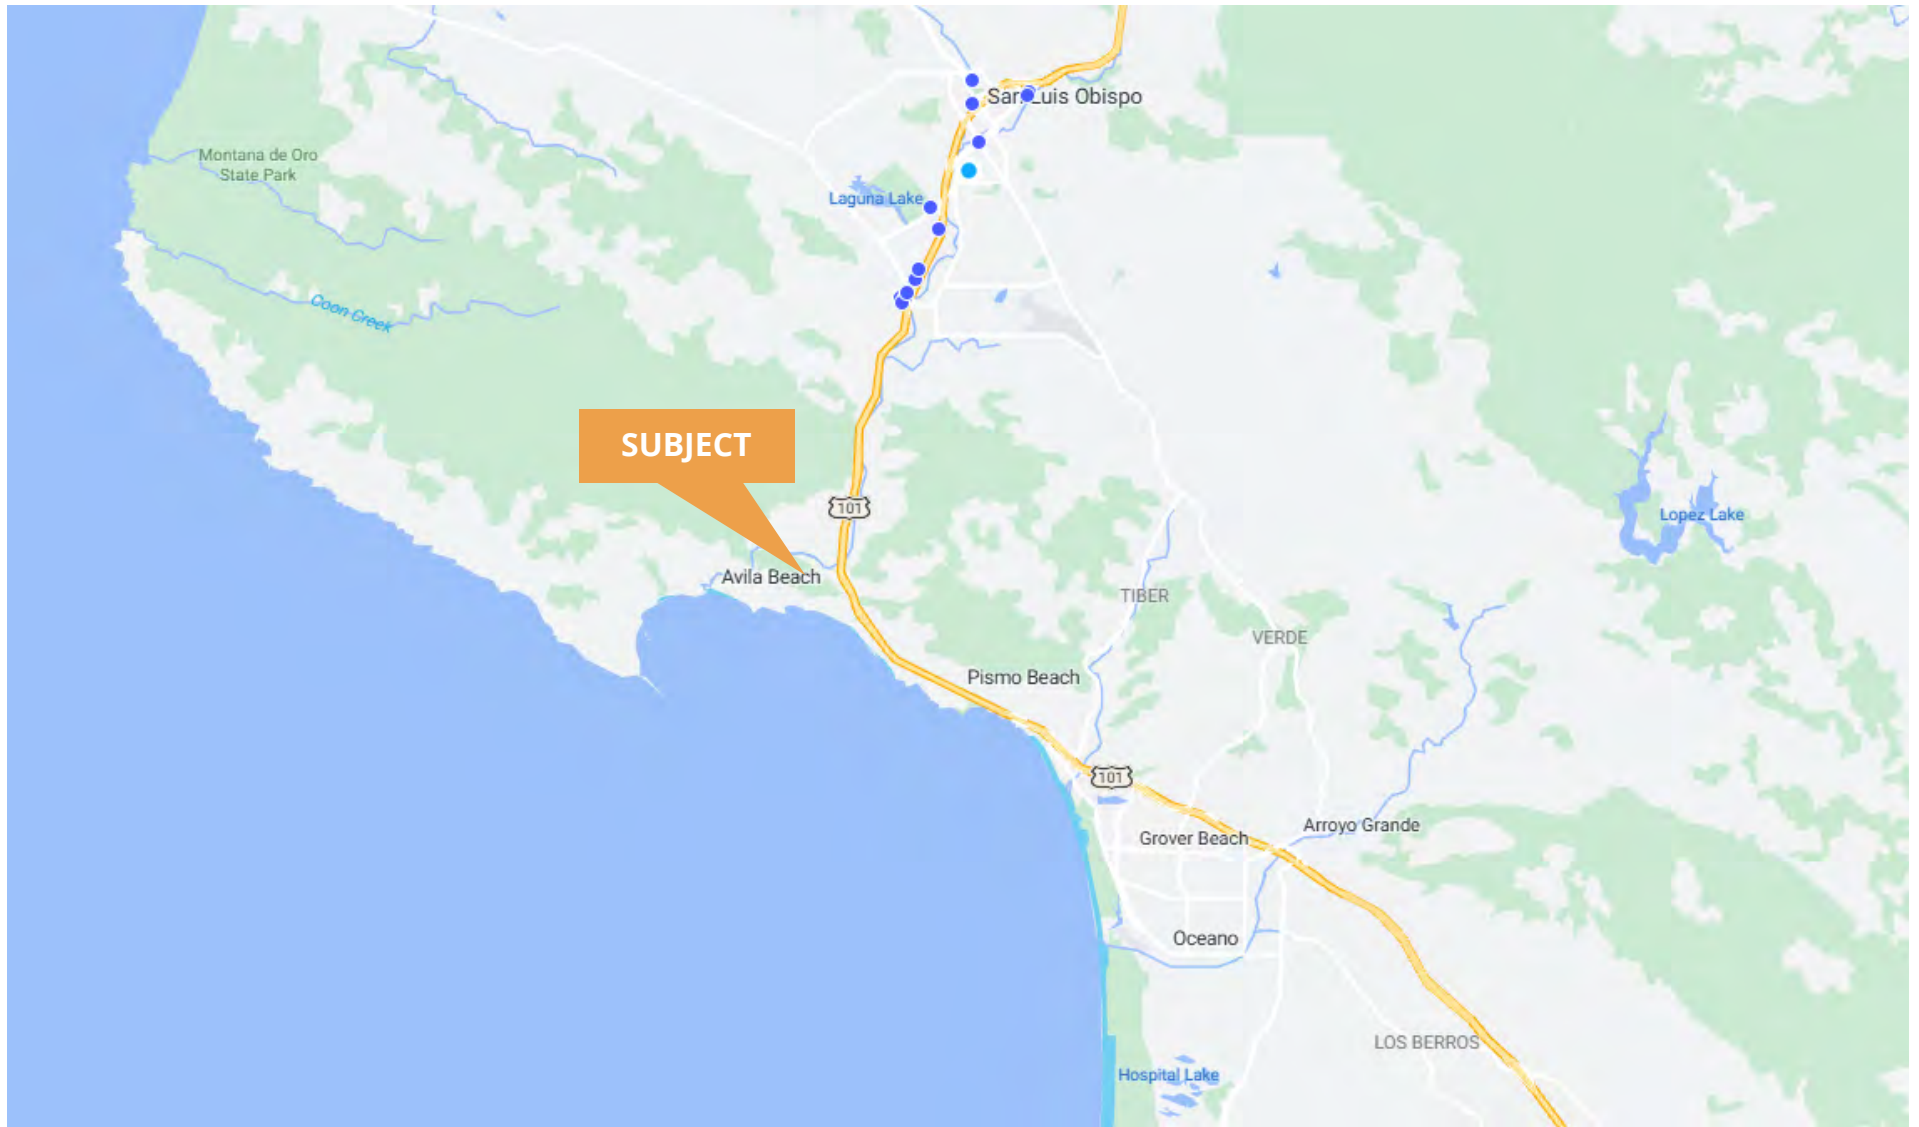 San Luis Obispo
Montana de Oro
State Park
Laguna Lake
Coon Greek
SUBJECT
101
Lopez Lake
Avila Beach
TIBER
VERDE
Pismo Beach
101
Arroyo Grande
Grover Beach
Oceano
LOS BERROS
Hospital Lake